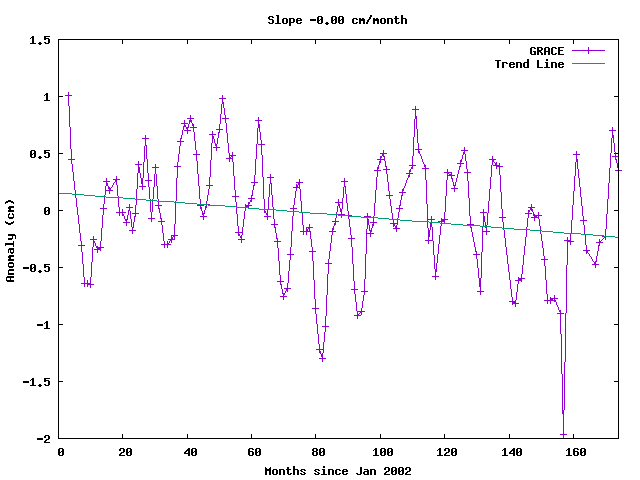 Slope -0.00 cm/month
GRACE
Trend Line
1.5
1
0.5
0
-0.5
-1
-1.5
-2
Anomaly (cm)
0 20 40 60 80 100 120 140 160
Months since Jan 2002